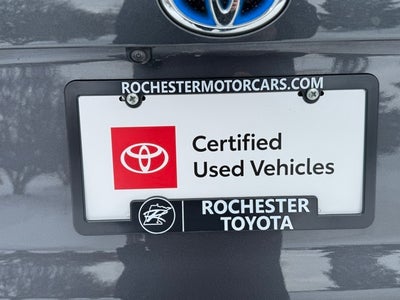 ROCHESTERMOTORCARS.COM
Certified
Used Vehicles
ROCHESTER
TOYOTA